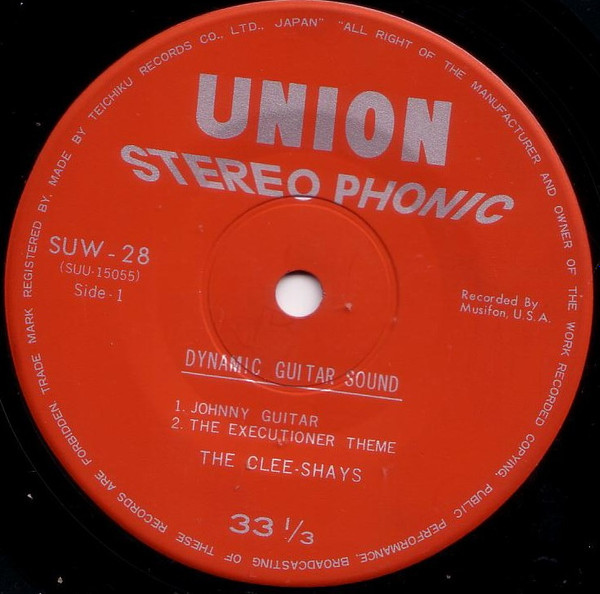 TRADE MARK REGISTERED BY. MADE BY TEICHIKU RECORDS CO., LTD., JAPAN" "ALL RIGHT OF THE MANUFACTURER AND OWNER OF THE WORK RECORDED COPYING, PUBLIC PERFORMANCE, BROADCASTING OF THESE RECORDS ARE FORBIDDEN
UNION
STEREO PHONIC
SUW-28
(SUU-15055)
Side-1
Recorded By
Musifon, U.S.A.
DYNAMIC GUITAR SOUND
1. JOHNNY GUITAR
2. THE EXECUTIONER THEME
THE CLEE-SHAYS
33 1/3